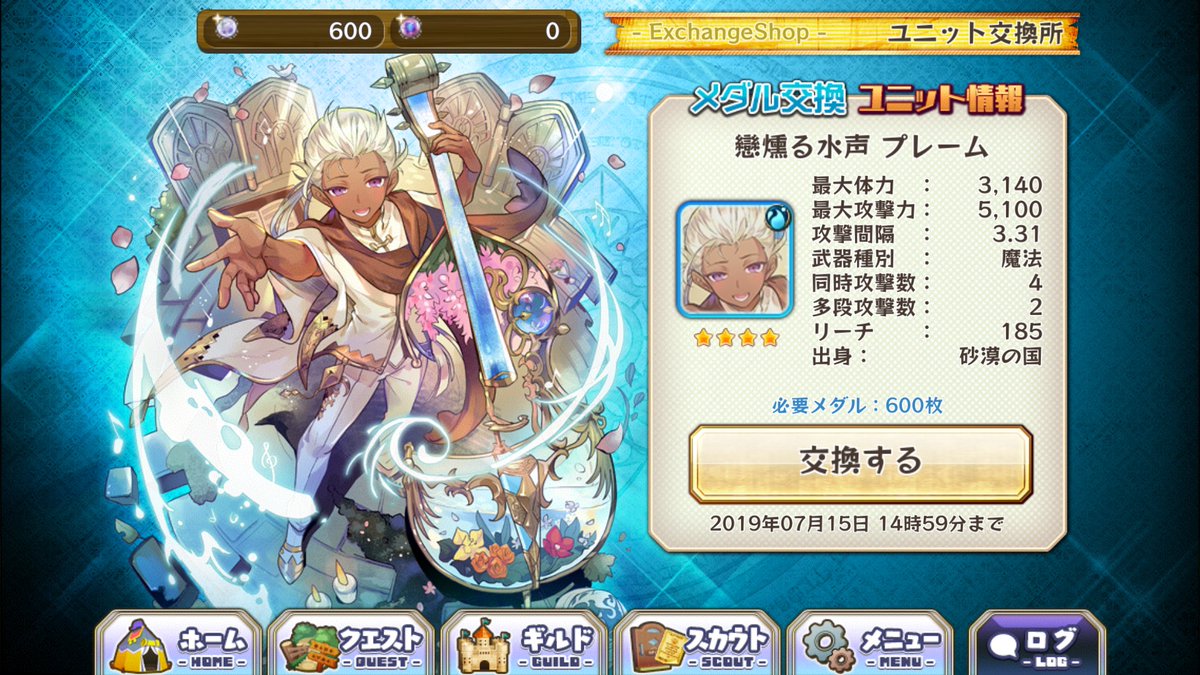 600
0
- ExchangeShop - ユニット交換所
メダル交換 ユニット情報
戀燻る水声 プレーム
最大体力 : 3,140
最大攻撃力 : 5,100
攻撃間隔 : 3.31
武器種別 : 魔法
同時攻撃数 : 4
多段攻撃数 : 2
リーチ : 185
出身 : 砂漠の国
必要メダル:600枚
交換する
2019年07月15日 14時59分まで
ホーム
- HOME -
クエスト
- QUEST -
ギルド
- GUILD -
スカウト
- SCOUT -
メニュー
- MENU -
ログ
- LOG -